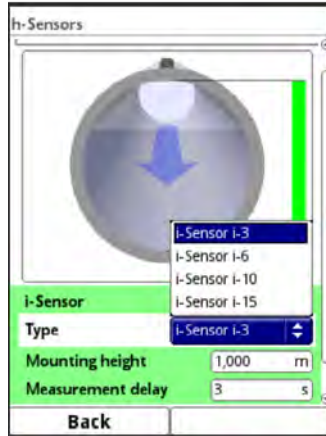 h-Sensors
i-Sensor i-3
i-Sensor i-6
i-Sensor i-10
i-Sensor i-15
i-Sensor
Type i-Sensor i-3
Mounting height 1,000 m
Measurement delay 3 s
Back